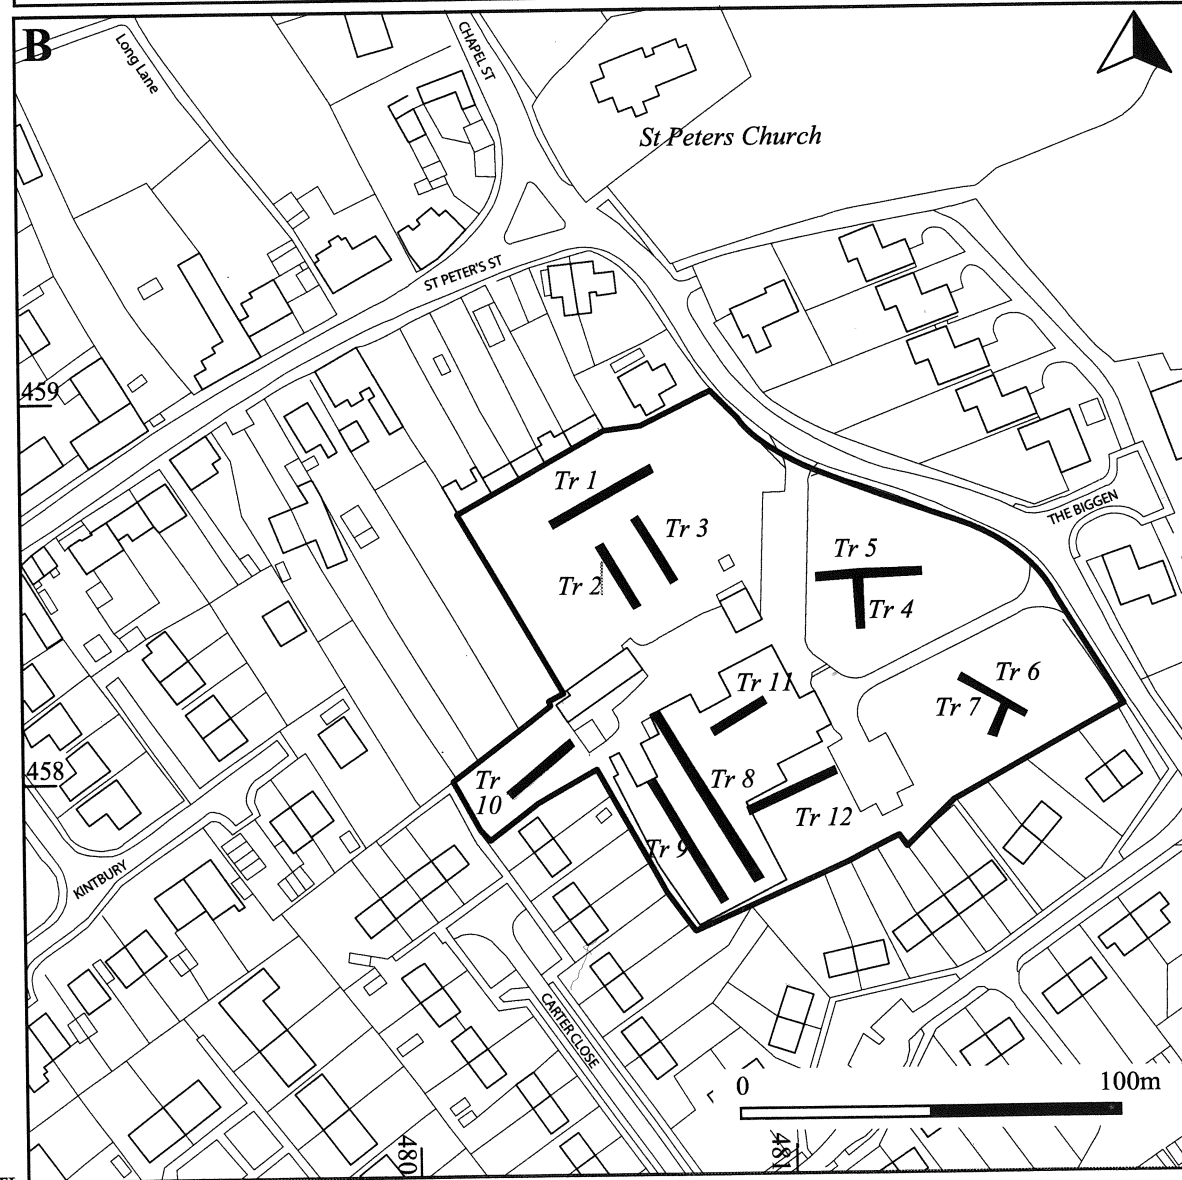 B
Long Lane
CHAPEL ST
St Peters Church
ST PETER'S ST
459
THE BIGGEN
Tr 1
Tr 3
Tr 2
Tr 5
Tr 4
Tr 6
Tr 7
Tr 11
458
Tr
10
Tr 8
Tr 9
Tr 12
KINTBURY
CARTER CLOSE
0
100m
480
481